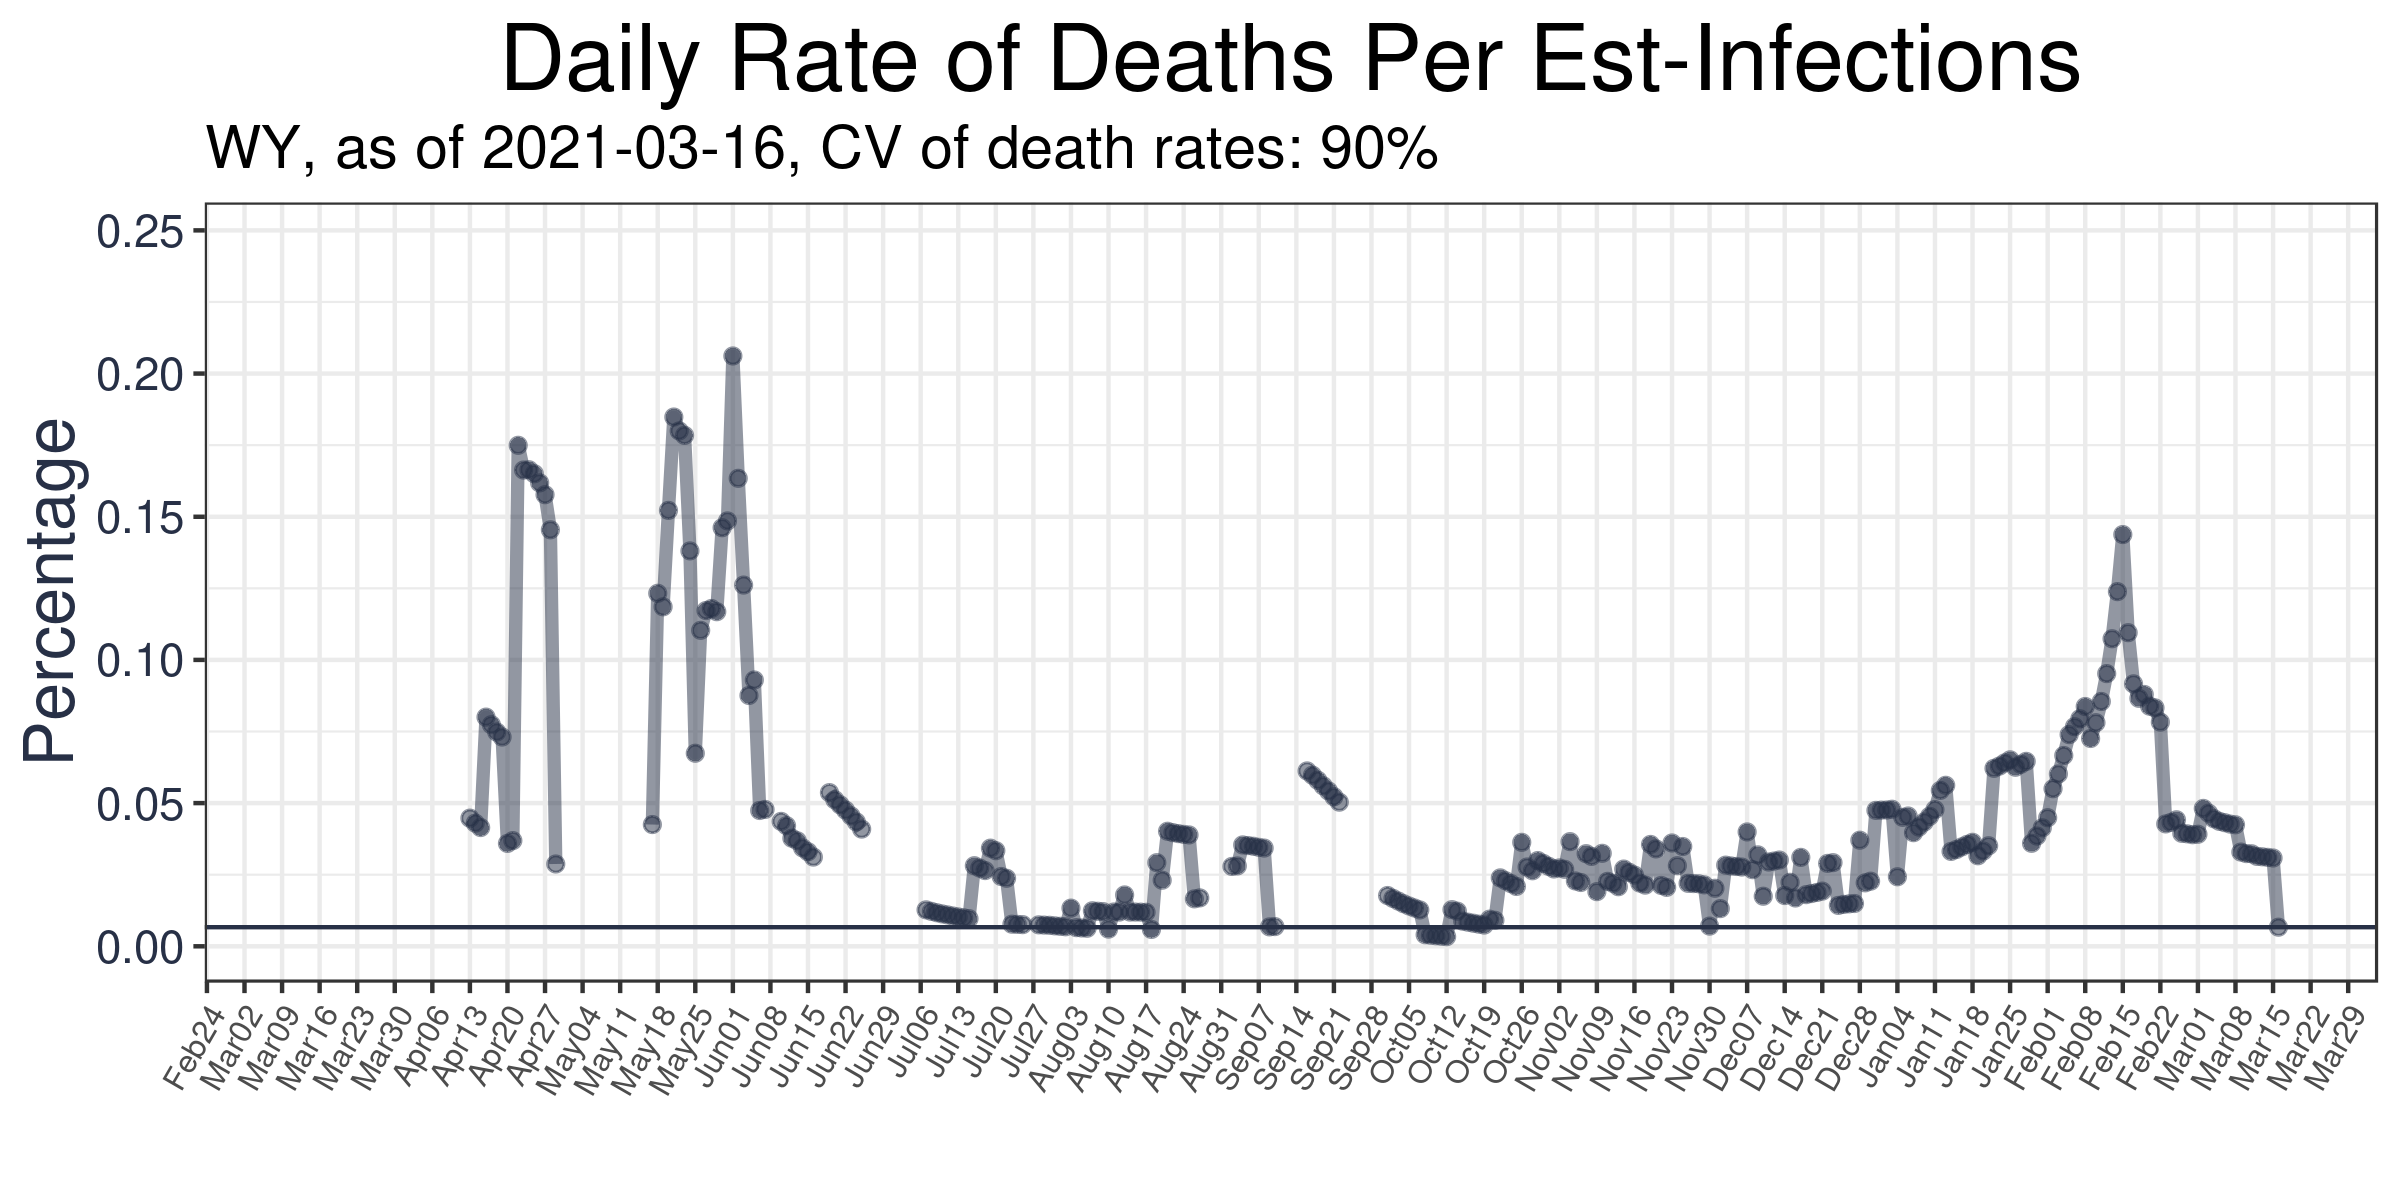 Daily Rate of Deaths Per Est-Infections
WY, as of 2021-03-16, CV of death rates: 90%
Percentage
0.25
0.20
0.15
0.10
0.05
0.00
Feb24
Mar02
Mar09
Mar16
Mar23
Mar30
Apr06
Apr13
Apr20
Apr27
May04
May11
May18
May25
Jun01
Jun08
Jun15
Jun22
Jun29
Jul06
Jul13
Jul20
Jul27
Aug03
Aug10
Aug17
Aug24
Aug31
Sep07
Sep14
Sep21
Sep28
Oct05
Oct12
Oct19
Oct26
Nov02
Nov09
Nov16
Nov23
Nov30
Dec07
Dec14
Dec21
Dec28
Jan04
Jan11
Jan18
Jan25
Feb01
Feb08
Feb15
Feb22
Mar01
Mar08
Mar15
Mar22
Mar29